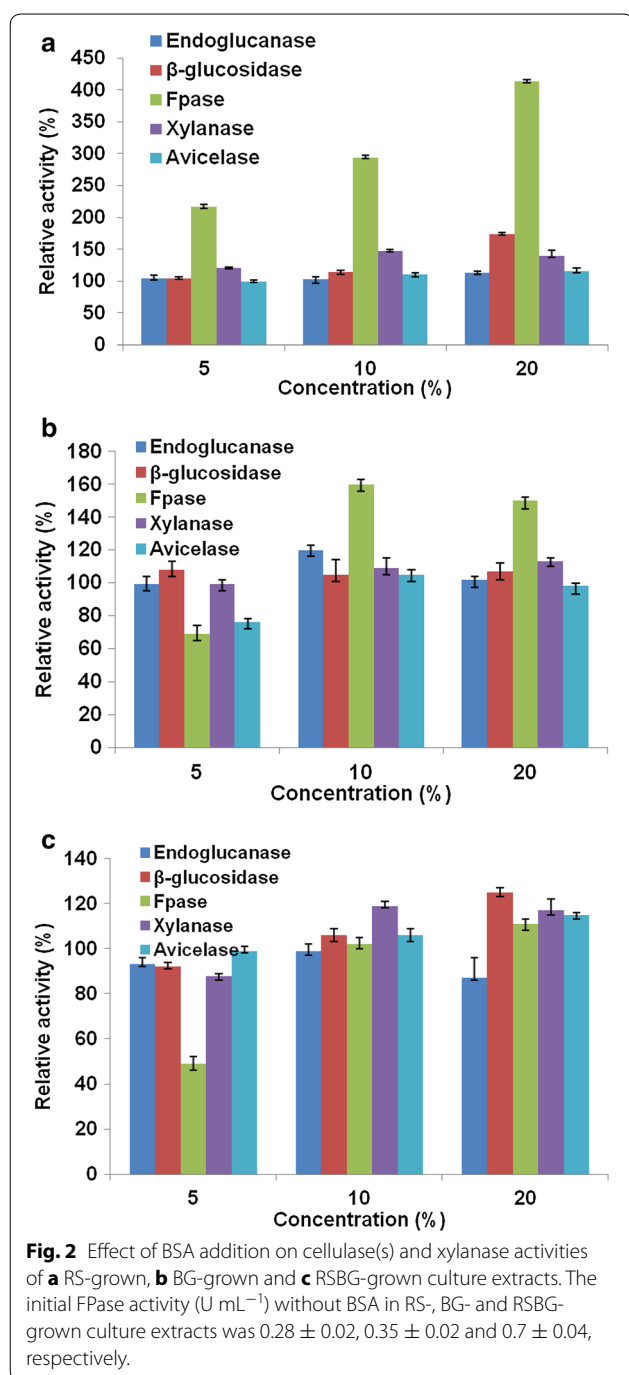 a
Endoglucanase
β-glucosidase
Fpase
Xylanase
Avicelase
450
400
350
300
250
200
150
100
50
0
Relative activity (%)
5
10
20
Concentration (%)
b
Endoglucanase
β-glucosidase
Fpase
Xylanase
Avicelase
180
160
140
120
100
80
60
40
20
0
Relative activity (%)
5
10
20
Concentration (%)
c
Endoglucanase
β-glucosidase
Fpase
Xylanase
Avicelase
140
120
100
80
60
40
20
0
Relative activity (%)
5
10
20
Concentration (%)
Fig. 2 Effect of BSA addition on cellulase(s) and xylanase activities
of a RS-grown, b BG-grown and c RSBG-grown culture extracts. The
initial FPase activity (U mL−1) without BSA in RS-, BG- and RSBG-
grown culture extracts was 0.28 ± 0.02, 0.35 ± 0.02 and 0.7 ± 0.04,
respectively.